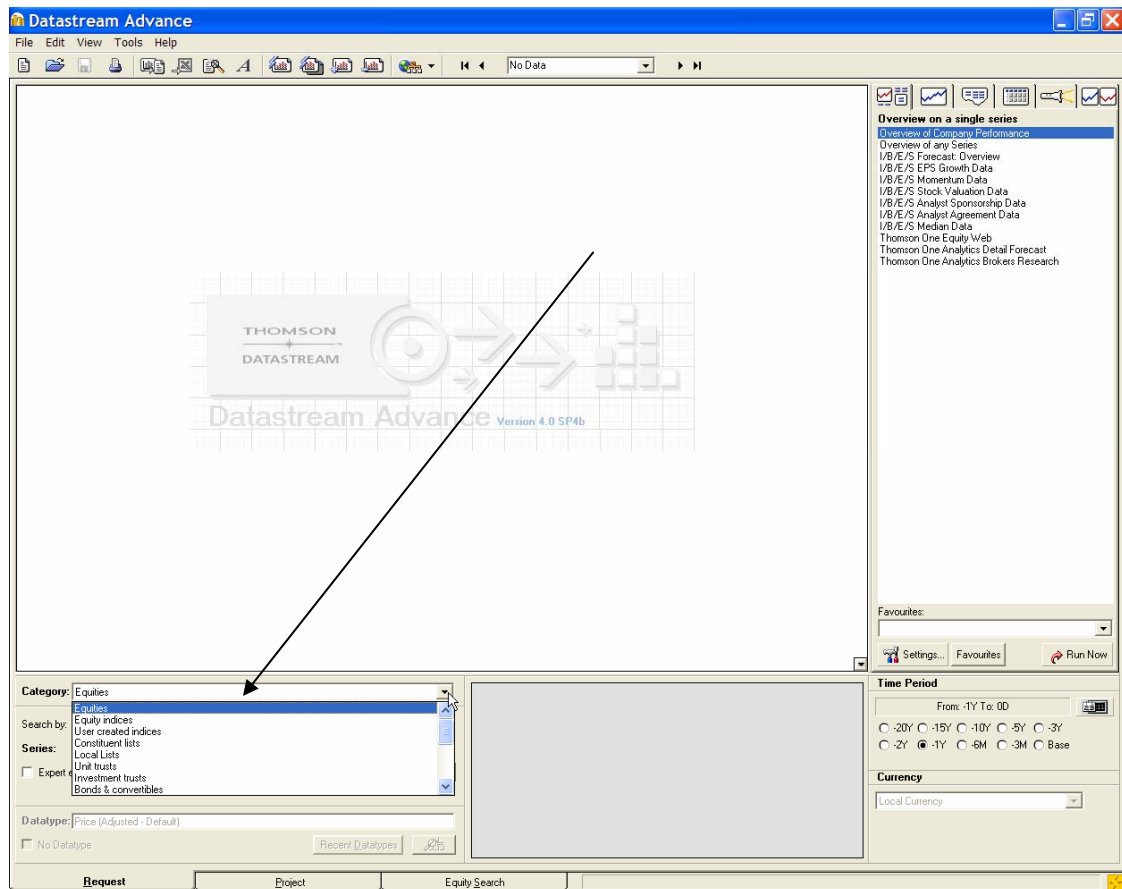 Datastream Advance
File Edit View Tools Help
A No Data
Overview on a single series
Overview of Company Performance
Overview of any Series
I/B/E/S Forecast: Overview
I/B/E/S EPS Growth Data
I/B/E/S Momentum Data
I/B/E/S Stock Valuation Data
I/B/E/S Analyst Sponsorship Data
I/B/E/S Analyst Agreement Data
I/B/E/S Median Data
Thomson One Equity Web
Thomson One Analytics Detail Forecast
Thomson One Analytics Brokers Research
THOMSON
DATASTREAM
Datastream Advance Version 4.0 SP4b
Favourites:
Settings... Favourites Run Now
Category: Equities
Equities
Equity indices
User created indices
Constituent lists
Local Lists
Unit trusts
Investment trusts
Bonds & convertibles
Search by:
Series:
Expert e
Datatype: Price (Adjusted - Default)
No Datatype Recent Datatypes
Time Period
From: -1Y To: 0D
-20Y -15Y -10Y -5Y -3Y
-2Y -1Y -6M -3M Base
Currency
Local Currency
Request Project Equity Search